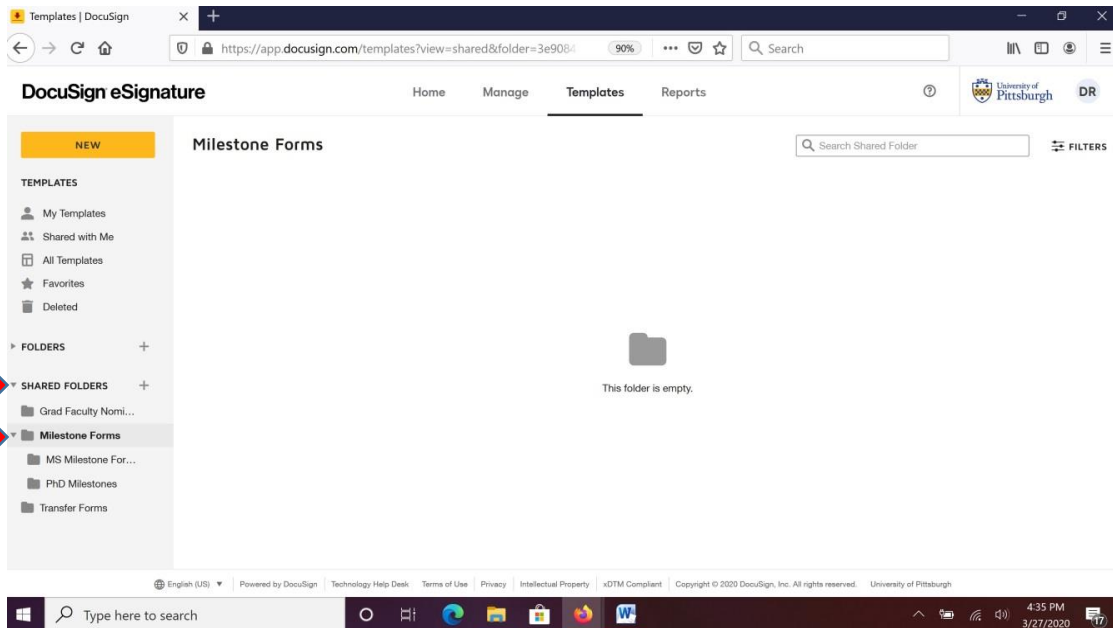 Templates | DocuSign
https://app.docusign.com/templates?view=shared&folder=3e908
90%
Search
DocuSign eSignature
Home
Manage
Templates
Reports
University of
Pittsburgh
DR
NEW
Milestone Forms
Search Shared Folder
FILTERS
TEMPLATES
My Templates
Shared with Me
All Templates
Favorites
Deleted
FOLDERS
SHARED FOLDERS
Grad Faculty Nomi...
Milestone Forms
MS Milestone For...
PhD Milestones
Transfer Forms
This folder is empty.
English (US) Powered by DocuSign Technology Help Desk Terms of Use Privacy Intellectual Property xDTM Compliant Copyright © 2020 DocuSign, Inc. All rights reserved. University of Pittsburgh
Type here to search
4:35 PM
3/27/2020
17